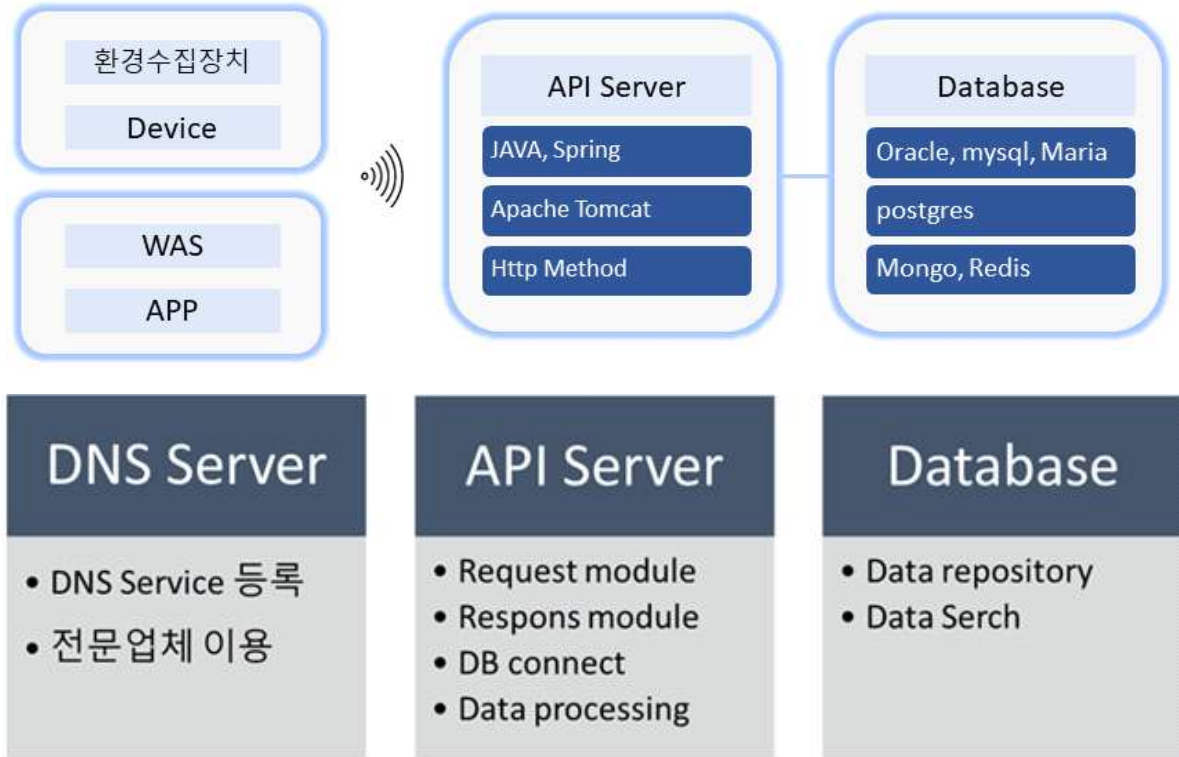 환경수집장치
Device
WAS
APP
API Server
JAVA, Spring
Apache Tomcat
Http Method
Database
Oracle, mysql, Maria
postgres
Mongo, Redis
DNS Server
• DNS Service 등록
• 전문업체 이용
API Server
• Request module
• Respons module
• DB connect
• Data processing
Database
• Data repository
• Data Serch